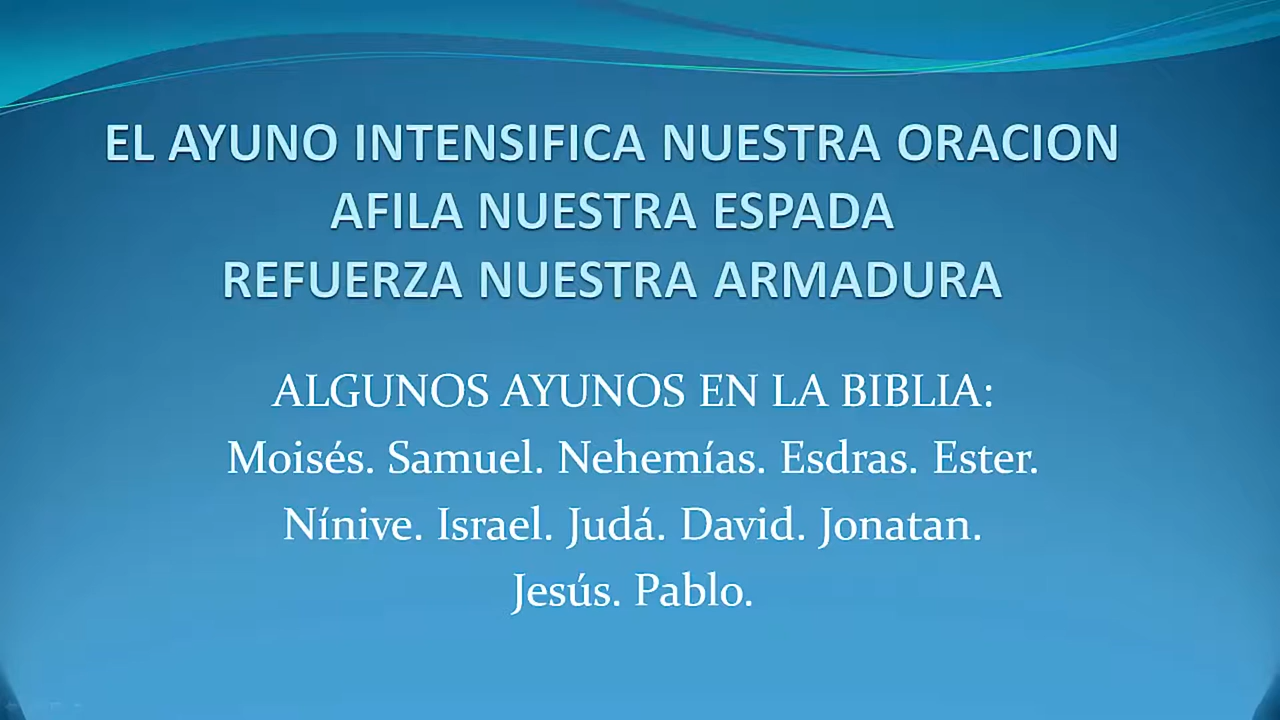 EL AYUNO INTENSIFICA NUESTRA ORACION
AFILA NUESTRA ESPADA
REFUERZA NUESTRA ARMADURA
ALGUNOS AYUNOS EN LA BIBLIA:
Moisés. Samuel. Nehemías. Esdras. Ester.
Nínive. Israel. Judá. David. Jonatan.
Jesús. Pablo.